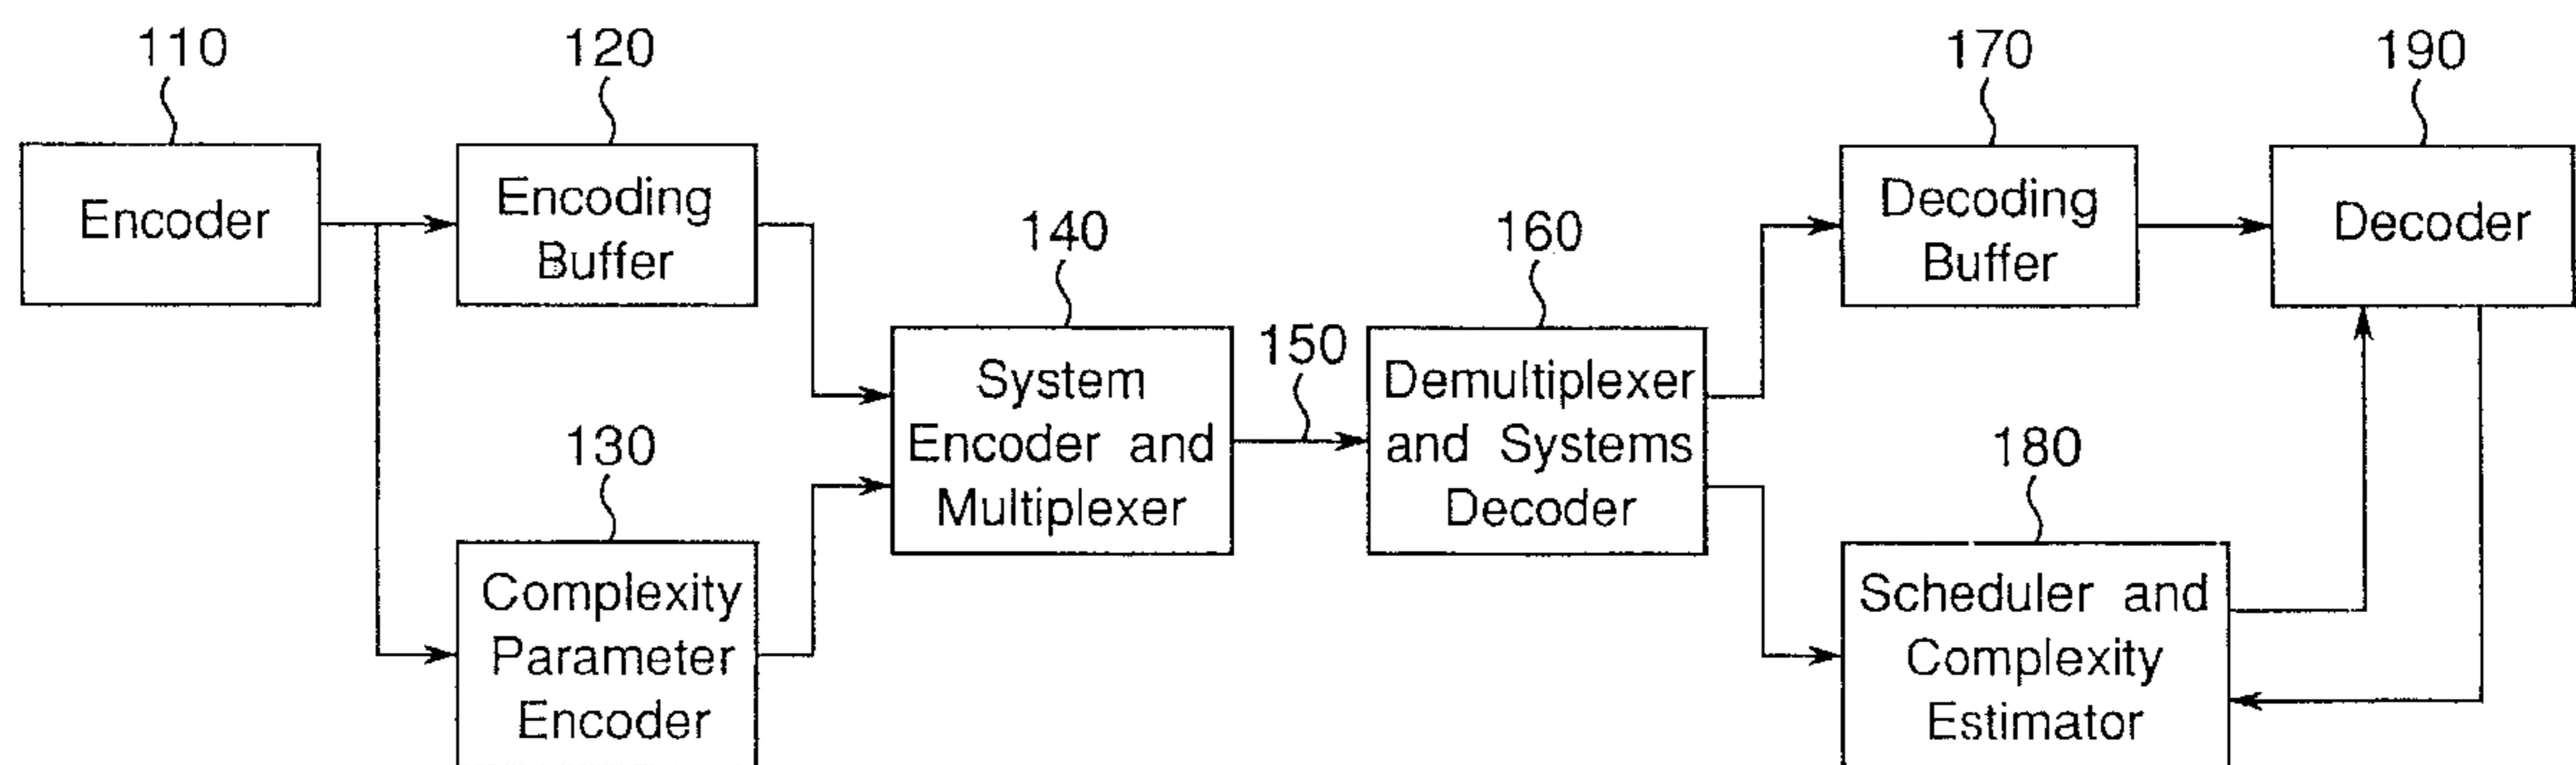 110
Encoder
120
Encoding
Buffer
130
Complexity
Parameter
Encoder
140
System
Encoder and
Multiplexer
150
160
Demultiplexer
and Systems
Decoder
170
Decoding
Buffer
180
Scheduler and
Complexity
Estimator
190
Decoder